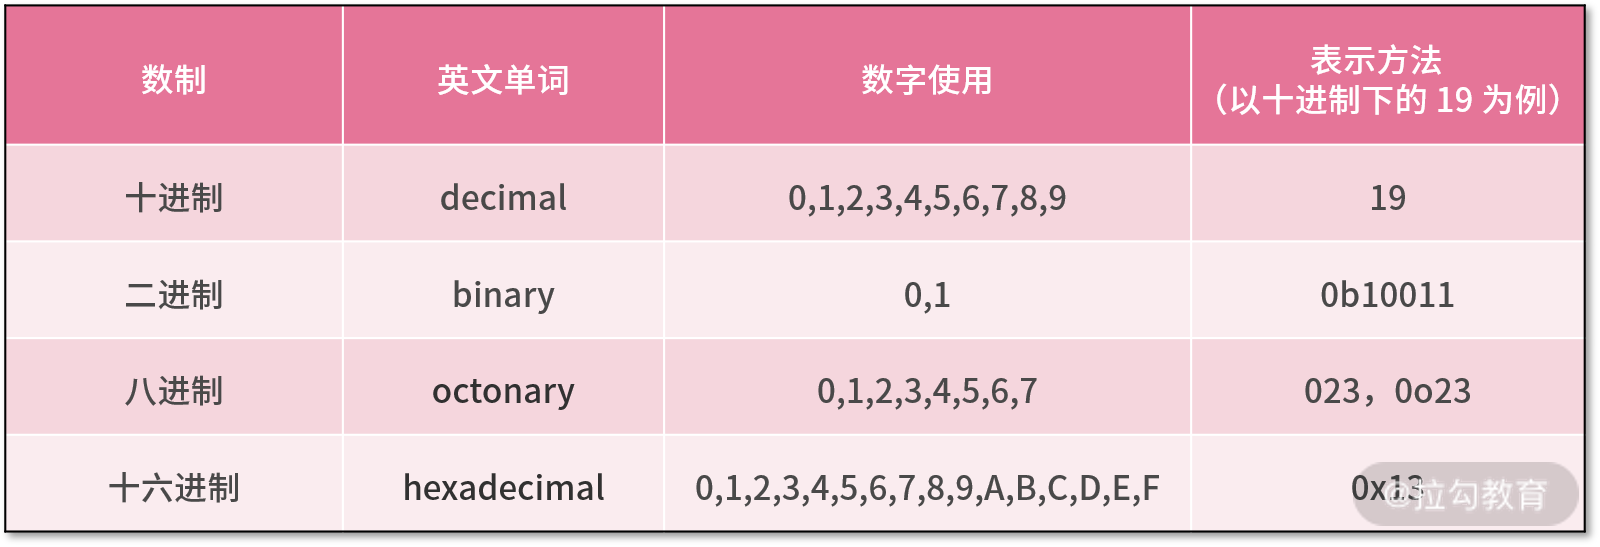 数制 英文单词 数字使用 表示方法
（以十进制下的 19 为例）
十进制 decimal 0,1,2,3,4,5,6,7,8,9 19
二进制 binary 0,1 0b10011
八进制 octonary 0,1,2,3,4,5,6,7 023，0o23
十六进制 hexadecimal 0,1,2,3,4,5,6,7,8,9,A,B,C,D,E,F 0x13
@拉勾教育